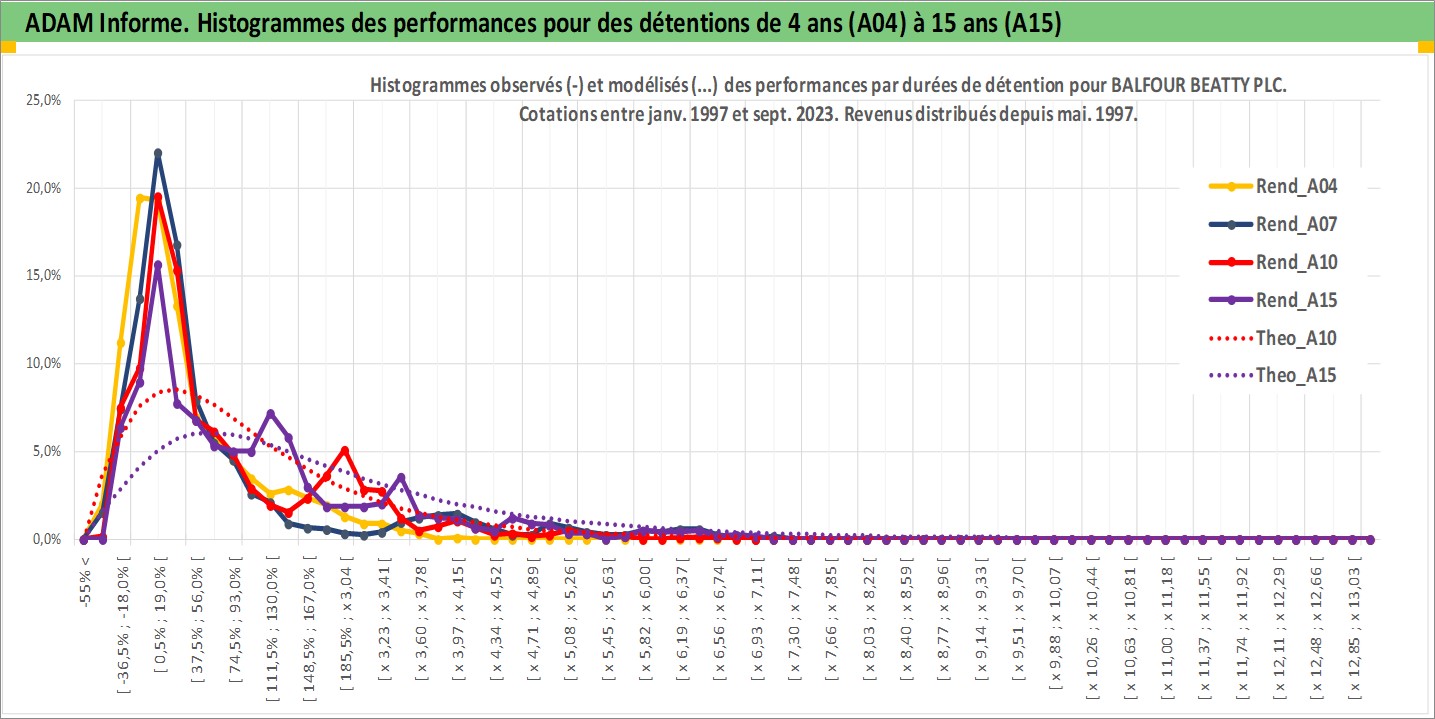 ADAM Informe. Histogrammes des performances pour des détentions de 4 ans (A04) à 15 ans (A15)
Histogrammes observés (-) et modélisés (...) des performances par durées de détention pour BALFOUR BEATTY PLC.
Cotations entre janv. 1997 et sept. 2023. Revenus distribués depuis mai. 1997.
25,0%
20,0%
15,0%
10,0%
5,0%
0,0%
Rend_A04
Rend_A07
Rend_A10
Rend_A15
Theo_A10
Theo_A15
-55% <
[ -36,5% ; -18,0% [
[ 0,5% ; 19,0% [
[ 37,5% ; 56,0% [
[ 74,5% ; 93,0% [
[ 111,5% ; 130,0% [
[ 148,5% ; 167,0% [
[ 185,5% ; x 3,04 [
[ x 3,23 ; x 3,41 [
[ x 3,60 ; x 3,78 [
[ x 3,97 ; x 4,15 [
[ x 4,34 ; x 4,52 [
[ x 4,71 ; x 4,89 [
[ x 5,08 ; x 5,26 [
[ x 5,45 ; x 5,63 [
[ x 5,82 ; x 6,00 [
[ x 6,19 ; x 6,37 [
[ x 6,56 ; x 6,74 [
[ x 6,93 ; x 7,11 [
[ x 7,30 ; x 7,48 [
[ x 7,66 ; x 7,85 [
[ x 8,03 ; x 8,22 [
[ x 8,40 ; x 8,59 [
[ x 8,77 ; x 8,96 [
[ x 9,14 ; x 9,33 [
[ x 9,51 ; x 9,70 [
[ x 9,88 ; x 10,07 [
[ x 10,26 ; x 10,44 [
[ x 10,63 ; x 10,81 [
[ x 11,00 ; x 11,18 [
[ x 11,37 ; x 11,55 [
[ x 11,74 ; x 11,92 [
[ x 12,11 ; x 12,29 [
[ x 12,48 ; x 12,66 [
[ x 12,85 ; x 13,03 [